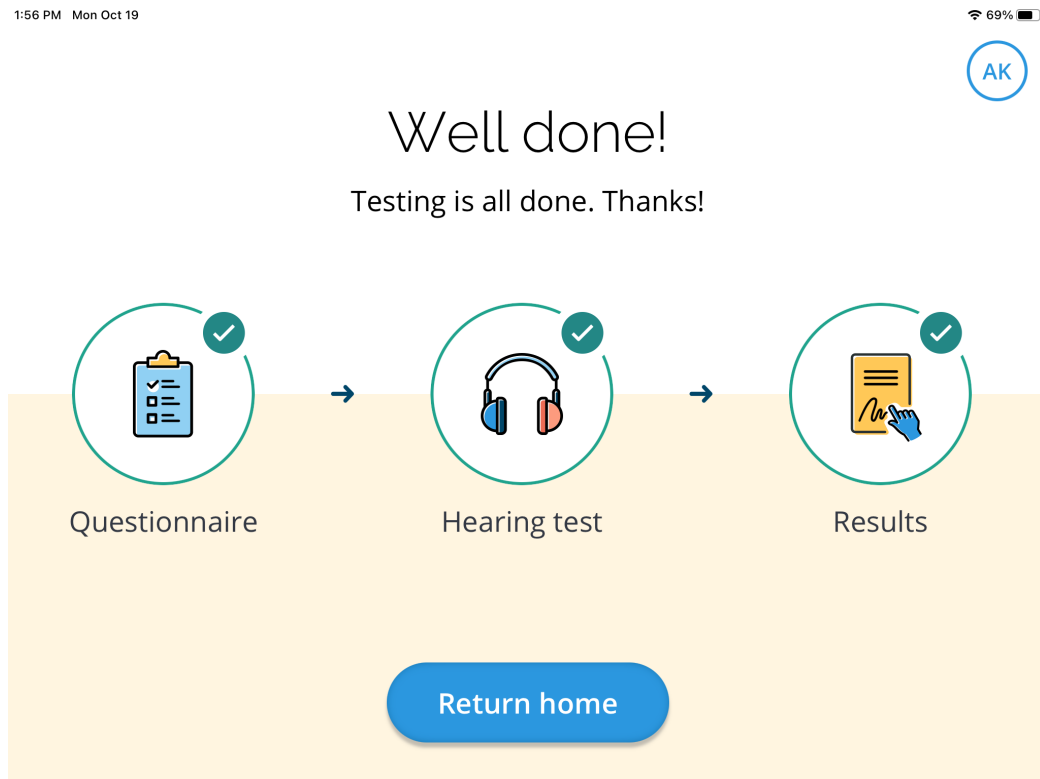 1:56 PM Mon Oct 19
69%
AK
Well done!
Testing is all done. Thanks!
Questionnaire
Hearing test
Results
Return home